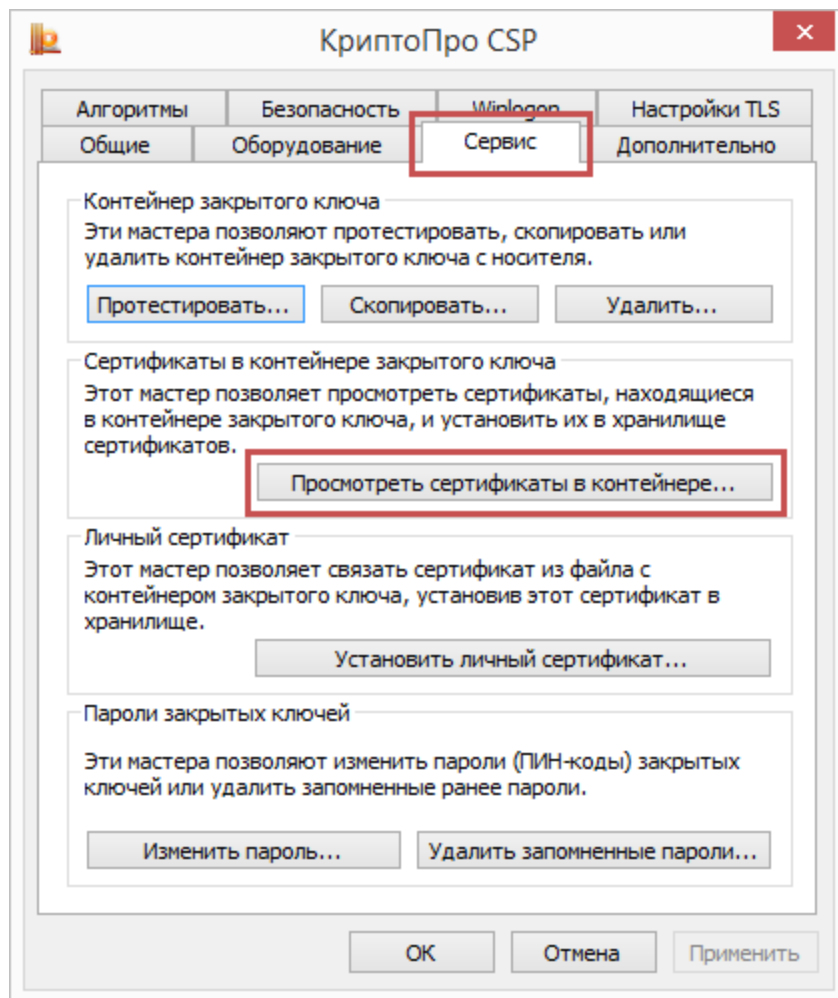 КриптоПро CSP
Алгоритмы Безопасность Winlogon Настройки TLS
Общие Оборудование Сервис Дополнительно
Контейнер закрытого ключа
Эти мастера позволяют протестировать, скопировать или
удалить контейнер закрытого ключа с носителя.
Протестировать... Скопировать... Удалить...
Сертификаты в контейнере закрытого ключа
Этот мастер позволяет просмотреть сертификаты, находящиеся
в контейнере закрытого ключа, и установить их в хранилище
сертификатов.
Просмотреть сертификаты в контейнере...
Личный сертификат
Этот мастер позволяет связать сертификат из файла с
контейнером закрытого ключа, установив этот сертификат в
хранилище.
Установить личный сертификат...
Пароли закрытых ключей
Эти мастера позволяют изменить пароли (ПИН-коды) закрытых
ключей или удалить запомненные ранее пароли.
Изменить пароль... Удалить запомненные пароли...
ОК Отмена Применить